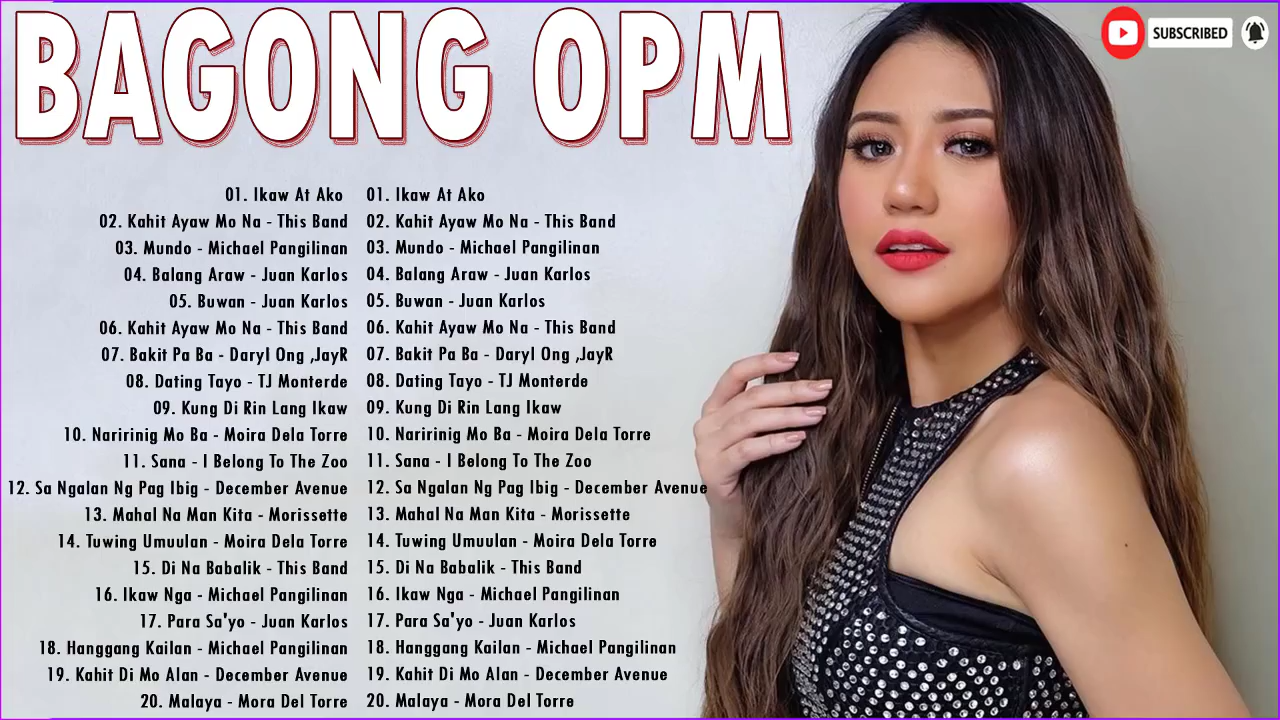 BAGONG OPM
SUBSCRIBED
01. Ikaw At Ako
02. Kahit Ayaw Mo Na - This Band
03. Mundo - Michael Pangilinan
04. Balang Araw - Juan Karlos
05. Buwan - Juan Karlos
06. Kahit Ayaw Mo Na - This Band
07. Bakit Pa Ba - Daryl Ong ,JayR
08. Dating Tayo - TJ Monterde
09. Kung Di Rin Lang Ikaw
10. Naririnig Mo Ba - Moira Dela Torre
11. Sana - I Belong To The Zoo
12. Sa Ngalan Ng Pag Ibig - December Avenue
13. Mahal Na Man Kita - Morissette
14. Tuwing Umuulan - Moira Dela Torre
15. Di Na Babalik - This Band
16. Ikaw Nga - Michael Pangilinan
17. Para Sa'yo - Juan Karlos
18. Hanggang Kailan - Michael Pangilinan
19. Kahit Di Mo Alan - December Avenue
20. Malaya - Mora Del Torre
01. Ikaw At Ako
02. Kahit Ayaw Mo Na - This Band
03. Mundo - Michael Pangilinan
04. Balang Araw - Juan Karlos
05. Buwan - Juan Karlos
06. Kahit Ayaw Mo Na - This Band
07. Bakit Pa Ba - Daryl Ong ,JayR
08. Dating Tayo - TJ Monterde
09. Kung Di Rin Lang Ikaw
10. Naririnig Mo Ba - Moira Dela Torre
11. Sana - I Belong To The Zoo
12. Sa Ngalan Ng Pag Ibig - December Avenue
13. Mahal Na Man Kita - Morissette
14. Tuwing Umuulan - Moira Dela Torre
15. Di Na Babalik - This Band
16. Ikaw Nga - Michael Pangilinan
17. Para Sa'yo - Juan Karlos
18. Hanggang Kailan - Michael Pangilinan
19. Kahit Di Mo Alan - December Avenue
20. Malaya - Mora Del Torre